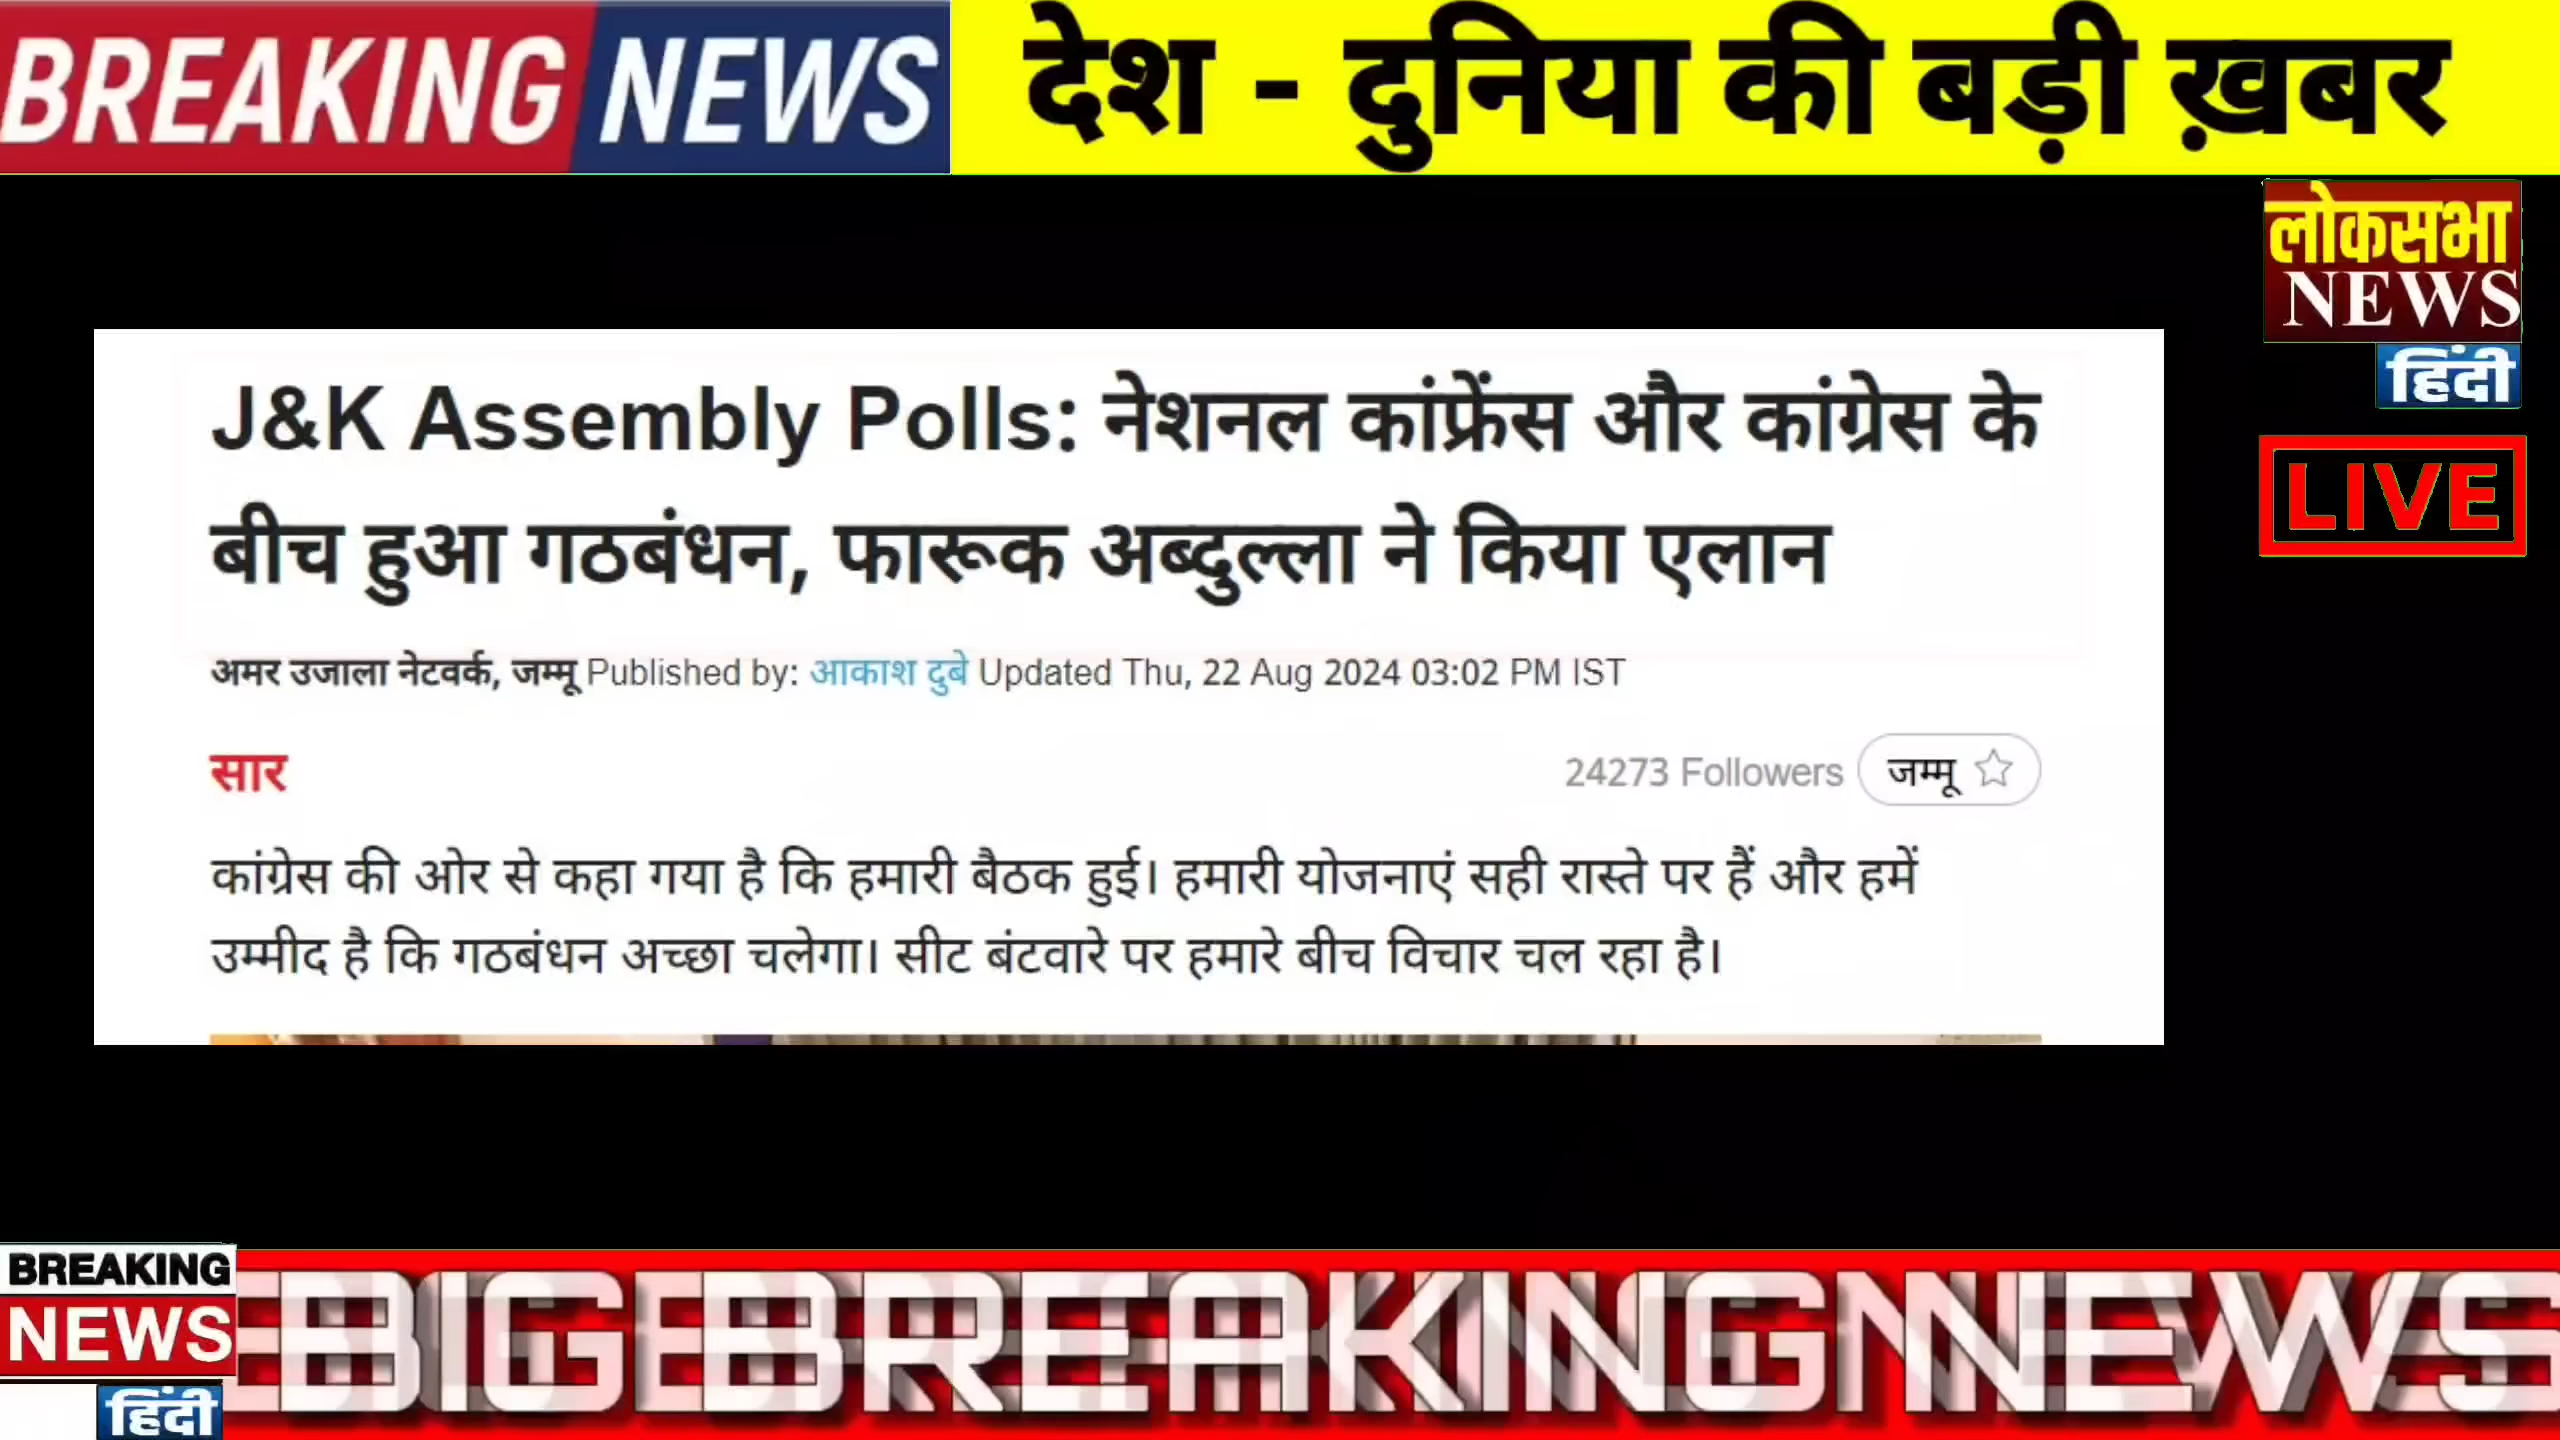 BREAKING NEWS
देश - दुनिया की बड़ी ख़बर
लोकसभा
NEWS
हिंदी
LIVE
J&K Assembly Polls: नेशनल कांफ्रेंस और कांग्रेस के
बीच हुआ गठबंधन, फारूक अब्दुल्ला ने किया एलान
अमर उजाला नेटवर्क, जम्मू Published by: आकाश दुबे Updated Thu, 22 Aug 2024 03:02 PM IST
सार
24273 Followers जम्मू
कांग्रेस की ओर से कहा गया है कि हमारी बैठक हुई। हमारी योजनाएं सही रास्ते पर हैं और हमें
उम्मीद है कि गठबंधन अच्छा चलेगा। सीट बंटवारे पर हमारे बीच विचार चल रहा है।
BREAKING
NEWS
हिंदी
BIG BREAKING NEWS